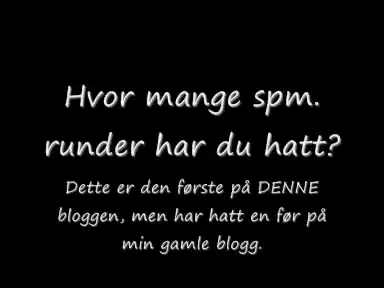 Hvor mange spm.
runder har du hatt?
Dette er den første på DENNE
bloggen, men har hatt en før på
min gamle blogg.